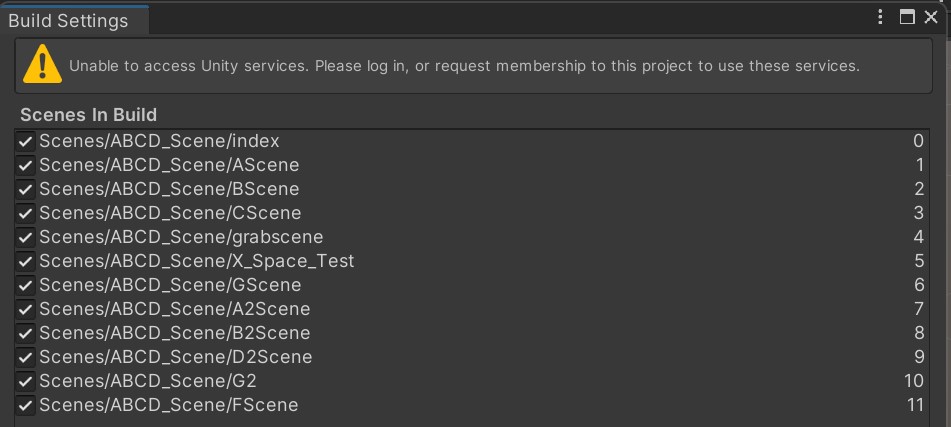 Build Settings
Unable to access Unity services. Please log in, or request membership to this project to use these services.
Scenes In Build
Scenes/ABCD_Scene/index 0
Scenes/ABCD_Scene/AScene 1
Scenes/ABCD_Scene/BScene 2
Scenes/ABCD_Scene/CScene 3
Scenes/ABCD_Scene/grabscene 4
Scenes/ABCD_Scene/X_Space_Test 5
Scenes/ABCD_Scene/GScene 6
Scenes/ABCD_Scene/A2Scene 7
Scenes/ABCD_Scene/B2Scene 8
Scenes/ABCD_Scene/D2Scene 9
Scenes/ABCD_Scene/G2 10
Scenes/ABCD_Scene/FScene 11